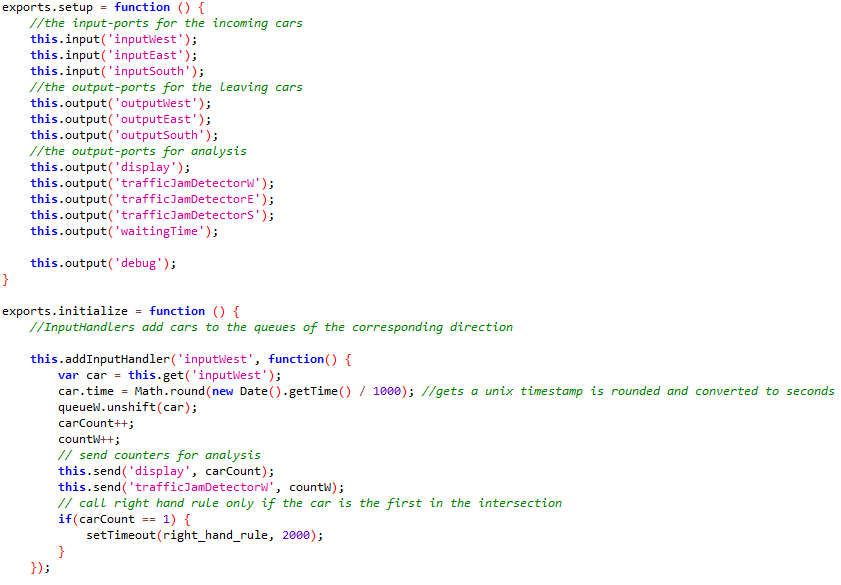 exports.setup = function () {
    //the input-ports for the incoming cars
    this.input('inputWest');
    this.input('inputEast');
    this.input('inputSouth');
    //the output-ports for the leaving cars
    this.output('outputWest');
    this.output('outputEast');
    this.output('outputSouth');
    //the output-ports for analysis
    this.output('display');
    this.output('trafficJamDetectorW');
    this.output('trafficJamDetectorE');
    this.output('trafficJamDetectorS');
    this.output('waitingTime');

    this.output('debug');
}

exports.initialize = function () {
    //InputHandlers add cars to the queues of the corresponding direction

    this.addInputHandler('inputWest', function() {
        var car = this.get('inputWest');
        car.time = Math.round(new Date().getTime() / 1000); //gets a unix timestamp is rounded and converted to seconds
        queueW.unshift(car);
        carCount++;
        countW++;
        // send counters for analysis
        this.send('display', carCount);
        this.send('trafficJamDetectorW', countW);
        // call right hand rule only if the car is the first in the intersection
        if(carCount == 1) {
            setTimeout(right_hand_rule, 2000);
        }
    });